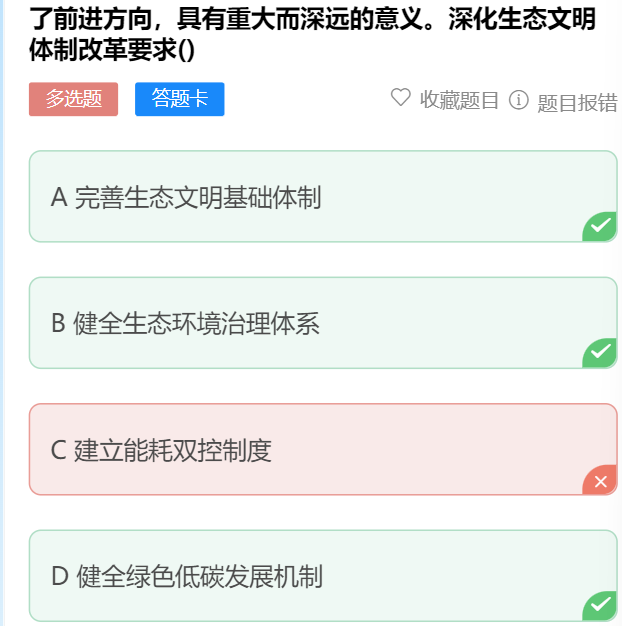 了前进方向，具有重大而深远的意义。深化生态文明
体制改革要求()
多选题 答题卡 收藏题目 题目报错
A 完善生态文明基础体制
B 健全生态环境治理体系
C 建立能耗双控制度
D 健全绿色低碳发展机制